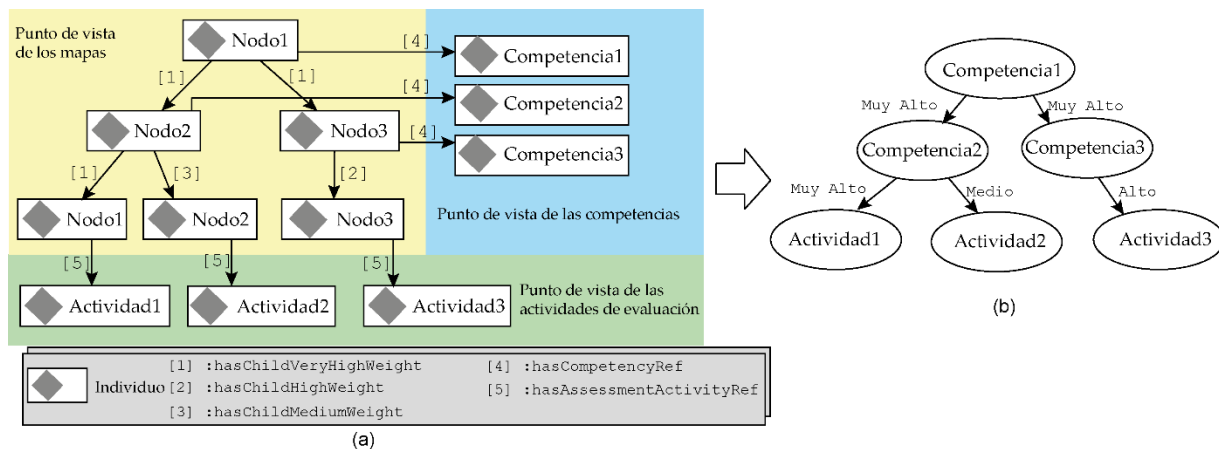 Punto de vista
de los mapas
Nodo1
[4]
Competencia1
[1]
[1]
[4]
Competencia2
Nodo2
Nodo3
[4]
Competencia3
[1]
[3]
[2]
Nodo1
Nodo2
Nodo3
Punto de vista de las competencias
[5]
[5]
[5]
Actividad1
Actividad2
Actividad3
Punto de vista de las
actividades de evaluación
Individuo
[1] :hasChildVeryHighWeight
[2] :hasChildHighWeight
[3] :hasChildMediumWeight
[4] :hasCompetencyRef
[5] :hasAssessmentActivityRef
(a)
Competencia1
Muy Alto
Muy Alto
Competencia2
Competencia3
Muy Alto
Medio
Alto
Actividad1
Actividad2
Actividad3
(b)